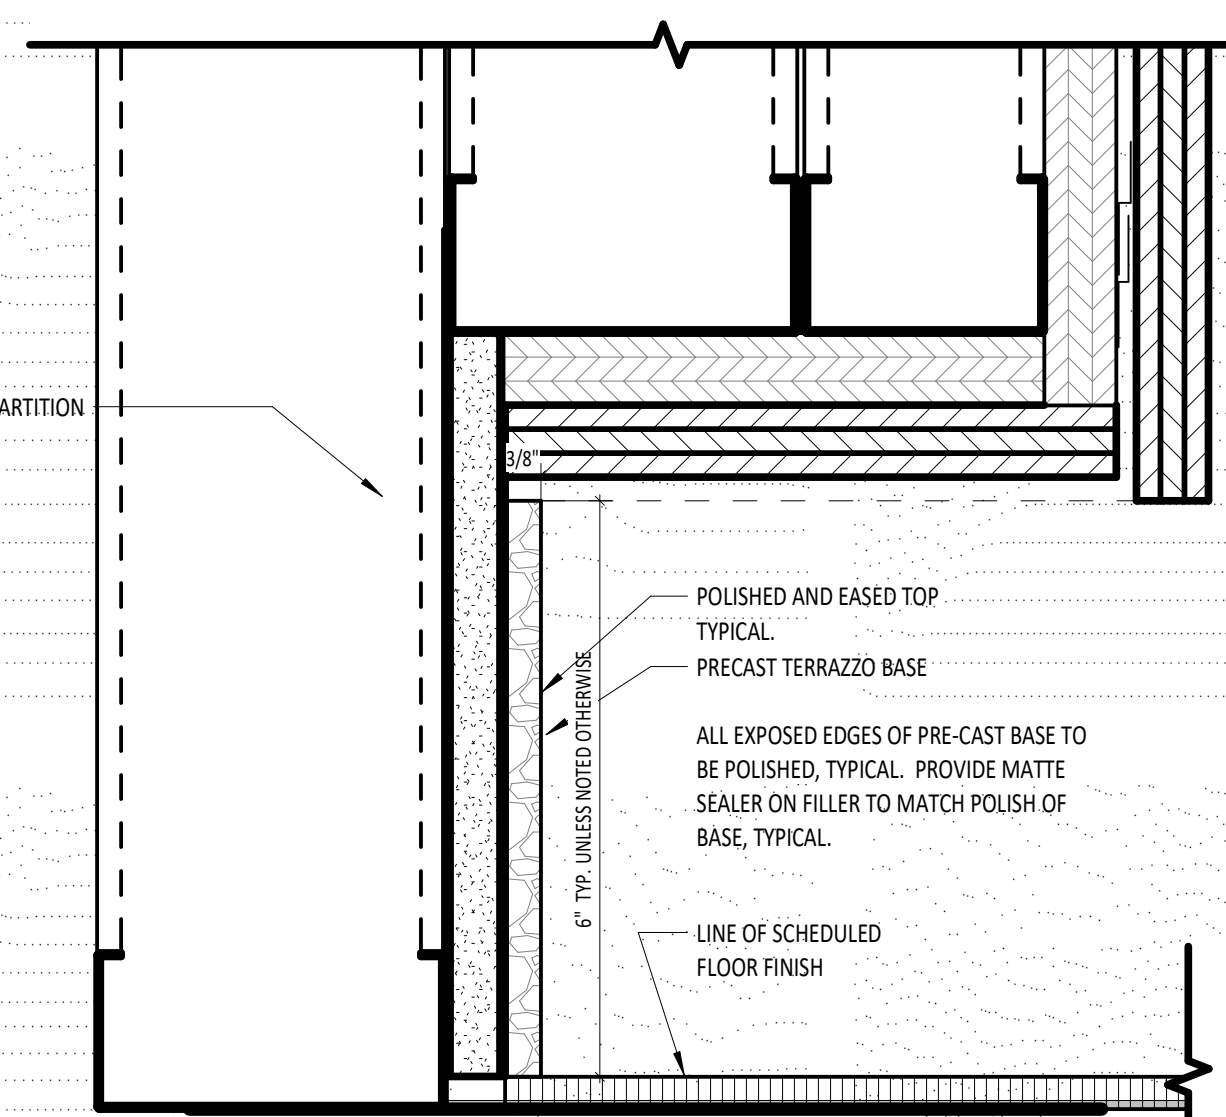 ARTITION
3/8"
POLISHED AND EASED TOP
TYPICAL.
PRECAST TERRAZZO BASE
6" TYP. UNLESS NOTED OTHERWISE
ALL EXPOSED EDGES OF PRE-CAST BASE TO
BE POLISHED, TYPICAL. PROVIDE MATTE
SEALER ON FILLER TO MATCH POLISH OF
BASE, TYPICAL.
LINE OF SCHEDULED
FLOOR FINISH